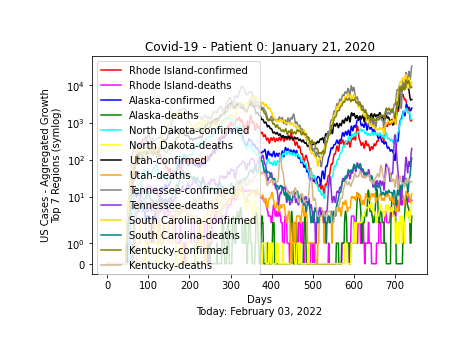 Covid-19 - Patient 0: January 21, 2020
US Cases - Aggregated Growth
Top 7 Regions (symlog)
10⁴
10³
10²
10¹
10⁰
0
Rhode Island-confirmed
Rhode Island-deaths
Alaska-confirmed
Alaska-deaths
North Dakota-confirmed
North Dakota-deaths
Utah-confirmed
Utah-deaths
Tennessee-confirmed
Tennessee-deaths
South Carolina-confirmed
South Carolina-deaths
Kentucky-confirmed
Kentucky-deaths
0 100 200 300 400 500 600 700
Days
Today: February 03, 2022